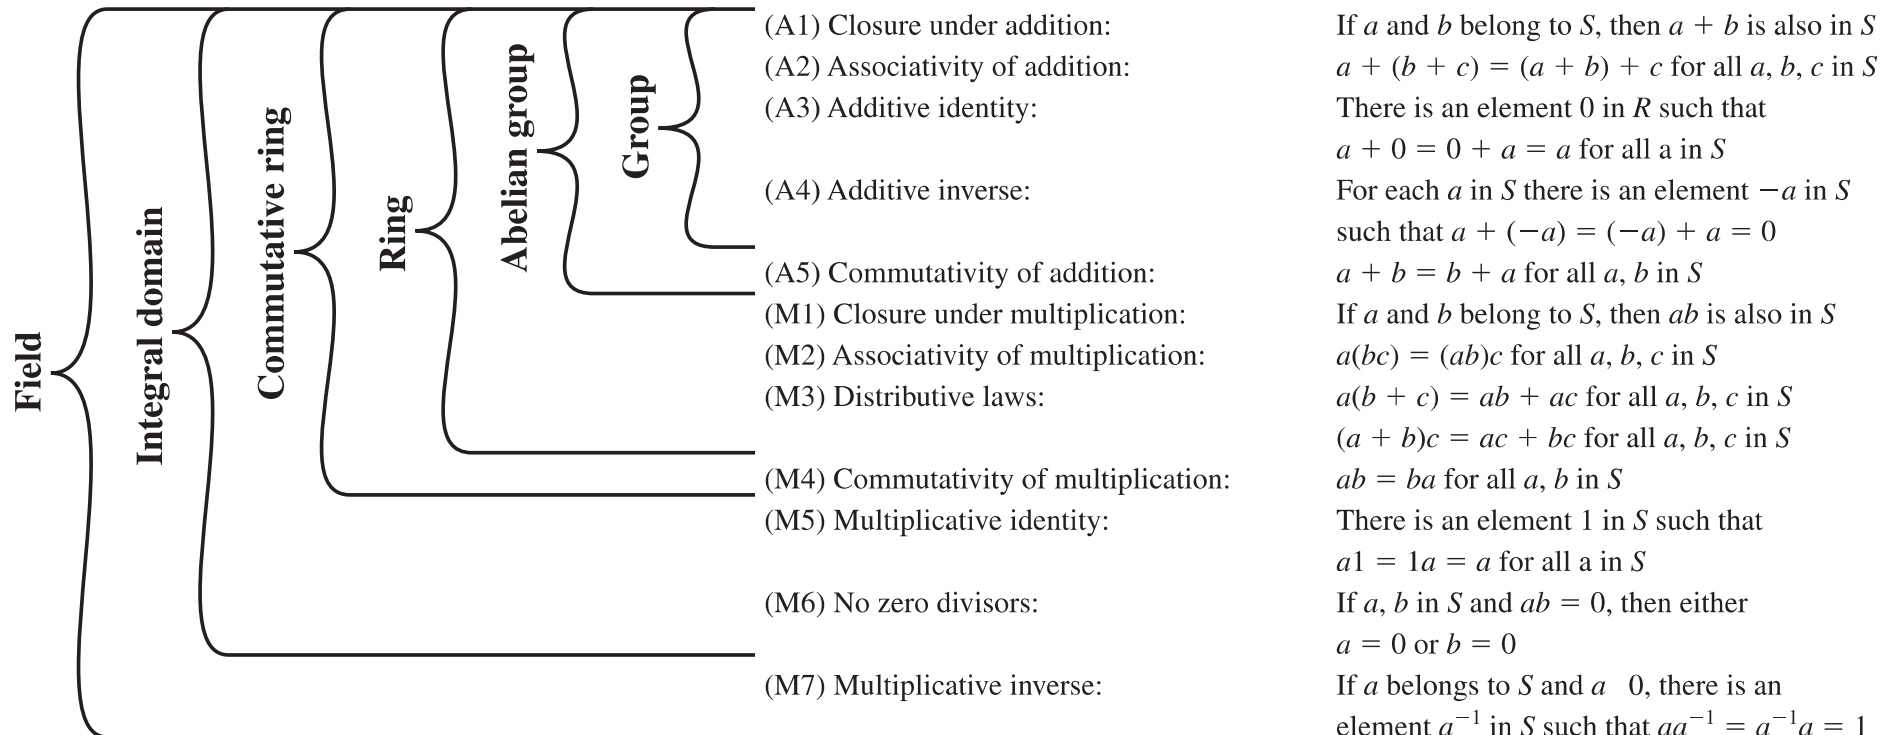 Field
Integral domain
Commutative ring
Ring
Abelian group
Group
(A1) Closure under addition: If a and b belong to S, then a + b is also in S
(A2) Associativity of addition: a + (b + c) = (a + b) + c for all a, b, c in S
(A3) Additive identity: There is an element 0 in R such that
a + 0 = 0 + a = a for all a in S
(A4) Additive inverse: For each a in S there is an element −a in S
such that a + (−a) = (−a) + a = 0
(A5) Commutativity of addition: a + b = b + a for all a, b in S
(M1) Closure under multiplication: If a and b belong to S, then ab is also in S
(M2) Associativity of multiplication: a(bc) = (ab)c for all a, b, c in S
(M3) Distributive laws: a(b + c) = ab + ac for all a, b, c in S
(a + b)c = ac + bc for all a, b, c in S
(M4) Commutativity of multiplication: ab = ba for all a, b in S
(M5) Multiplicative identity: There is an element 1 in S such that
a1 = 1a = a for all a in S
(M6) No zero divisors: If a, b in S and ab = 0, then either
a = 0 or b = 0
(M7) Multiplicative inverse: If a belongs to S and a 0, there is an
element a⁻¹ in S such that aa⁻¹ = a⁻¹a = 1